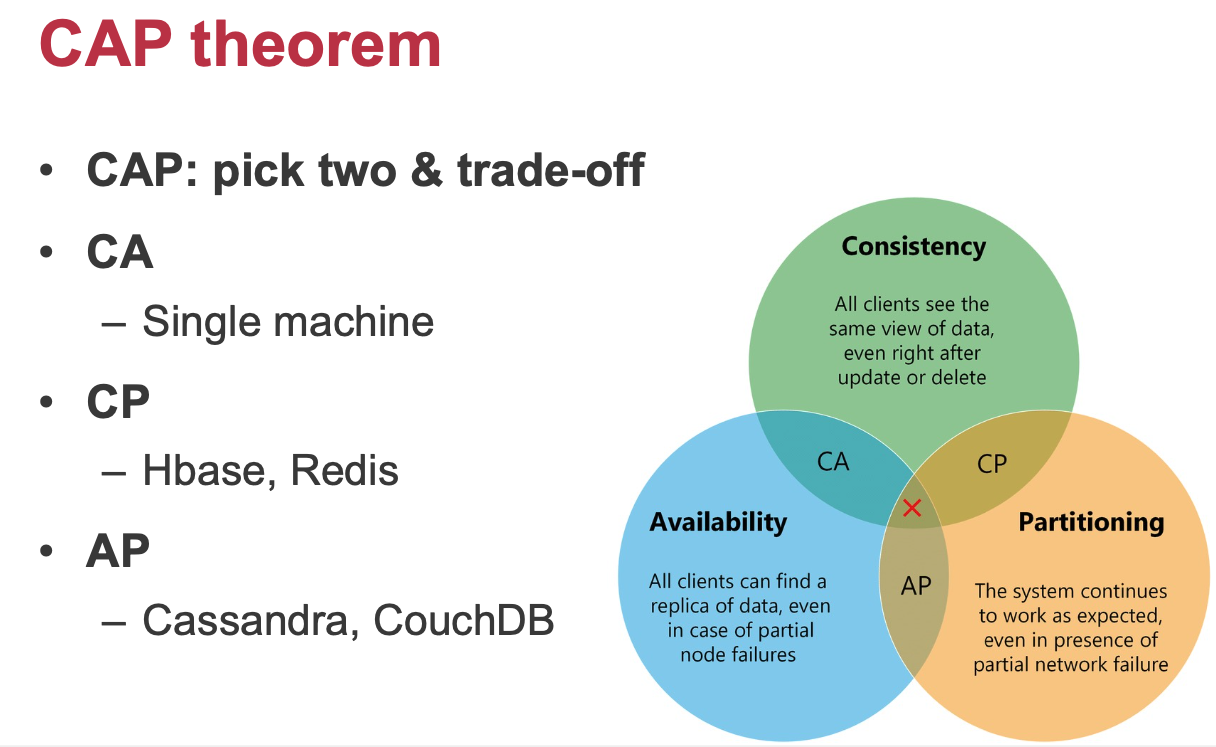 CAP theorem
• CAP: pick two & trade-off
• CA
– Single machine
• CP
– Hbase, Redis
• AP
– Cassandra, CouchDB
Consistency
All clients see the
same view of data,
even right after
update or delete
CA
CP
Availability
All clients can find a
replica of data, even
in case of partial
node failures
AP
Partitioning
The system continues
to work as expected,
even in presence of
partial network failure